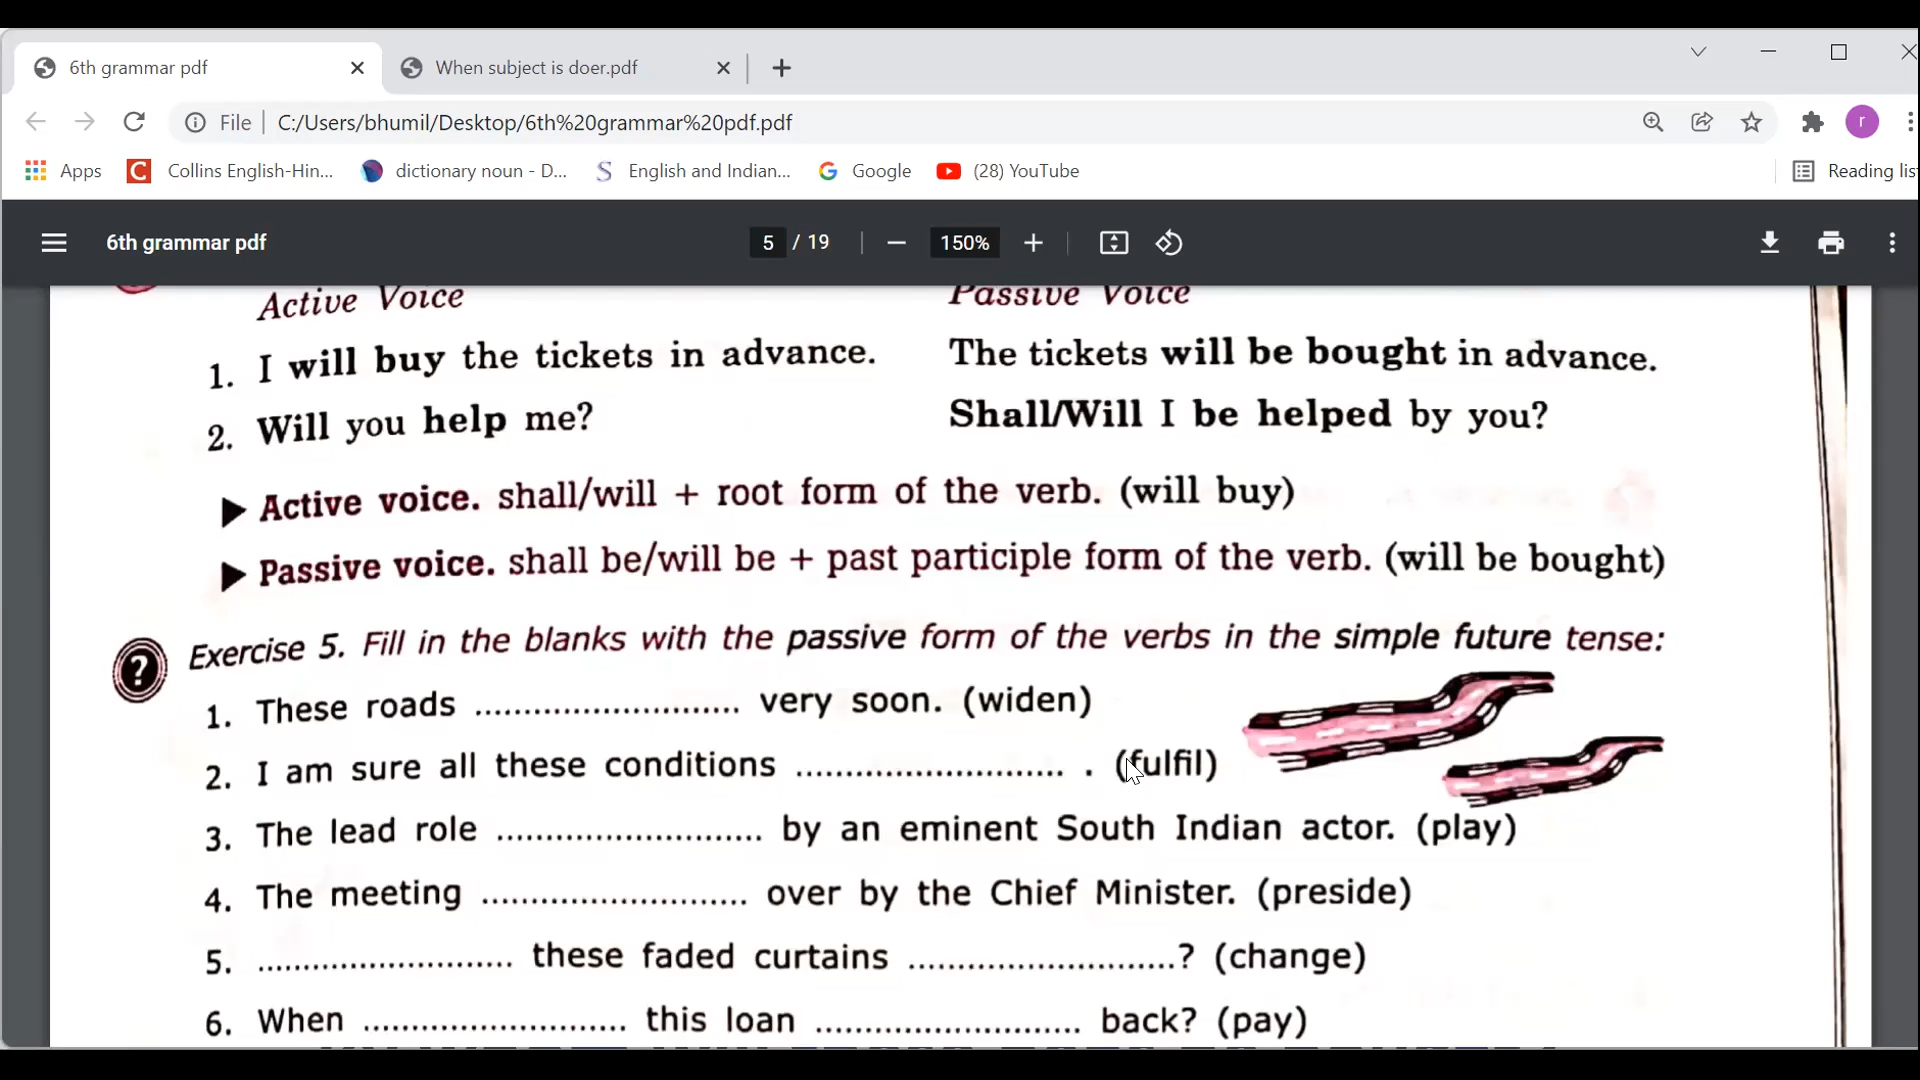 6th grammar pdf
When subject is doer.pdf
File
C:/Users/bhumil/Desktop/6th%20grammar%20pdf.pdf
r
Apps
Collins English-Hin...
dictionary noun - D...
English and Indian...
Google
(28) YouTube
Reading list
6th grammar pdf
5 / 19
150%
Active Voice Passive Voice
1. I will buy the tickets in advance. The tickets will be bought in advance.
2. Will you help me? Shall/Will I be helped by you?
▶ Active voice. shall/will + root form of the verb. (will buy)
▶ Passive voice. shall be/will be + past participle form of the verb. (will be bought)
? Exercise 5. Fill in the blanks with the passive form of the verbs in the simple future tense:
1. These roads .......................... very soon. (widen)
2. I am sure all these conditions .......................... . (fulfil)
3. The lead role .......................... by an eminent South Indian actor. (play)
4. The meeting .......................... over by the Chief Minister. (preside)
5. .......................... these faded curtains ..........................? (change)
6. When .......................... this loan .......................... back? (pay)